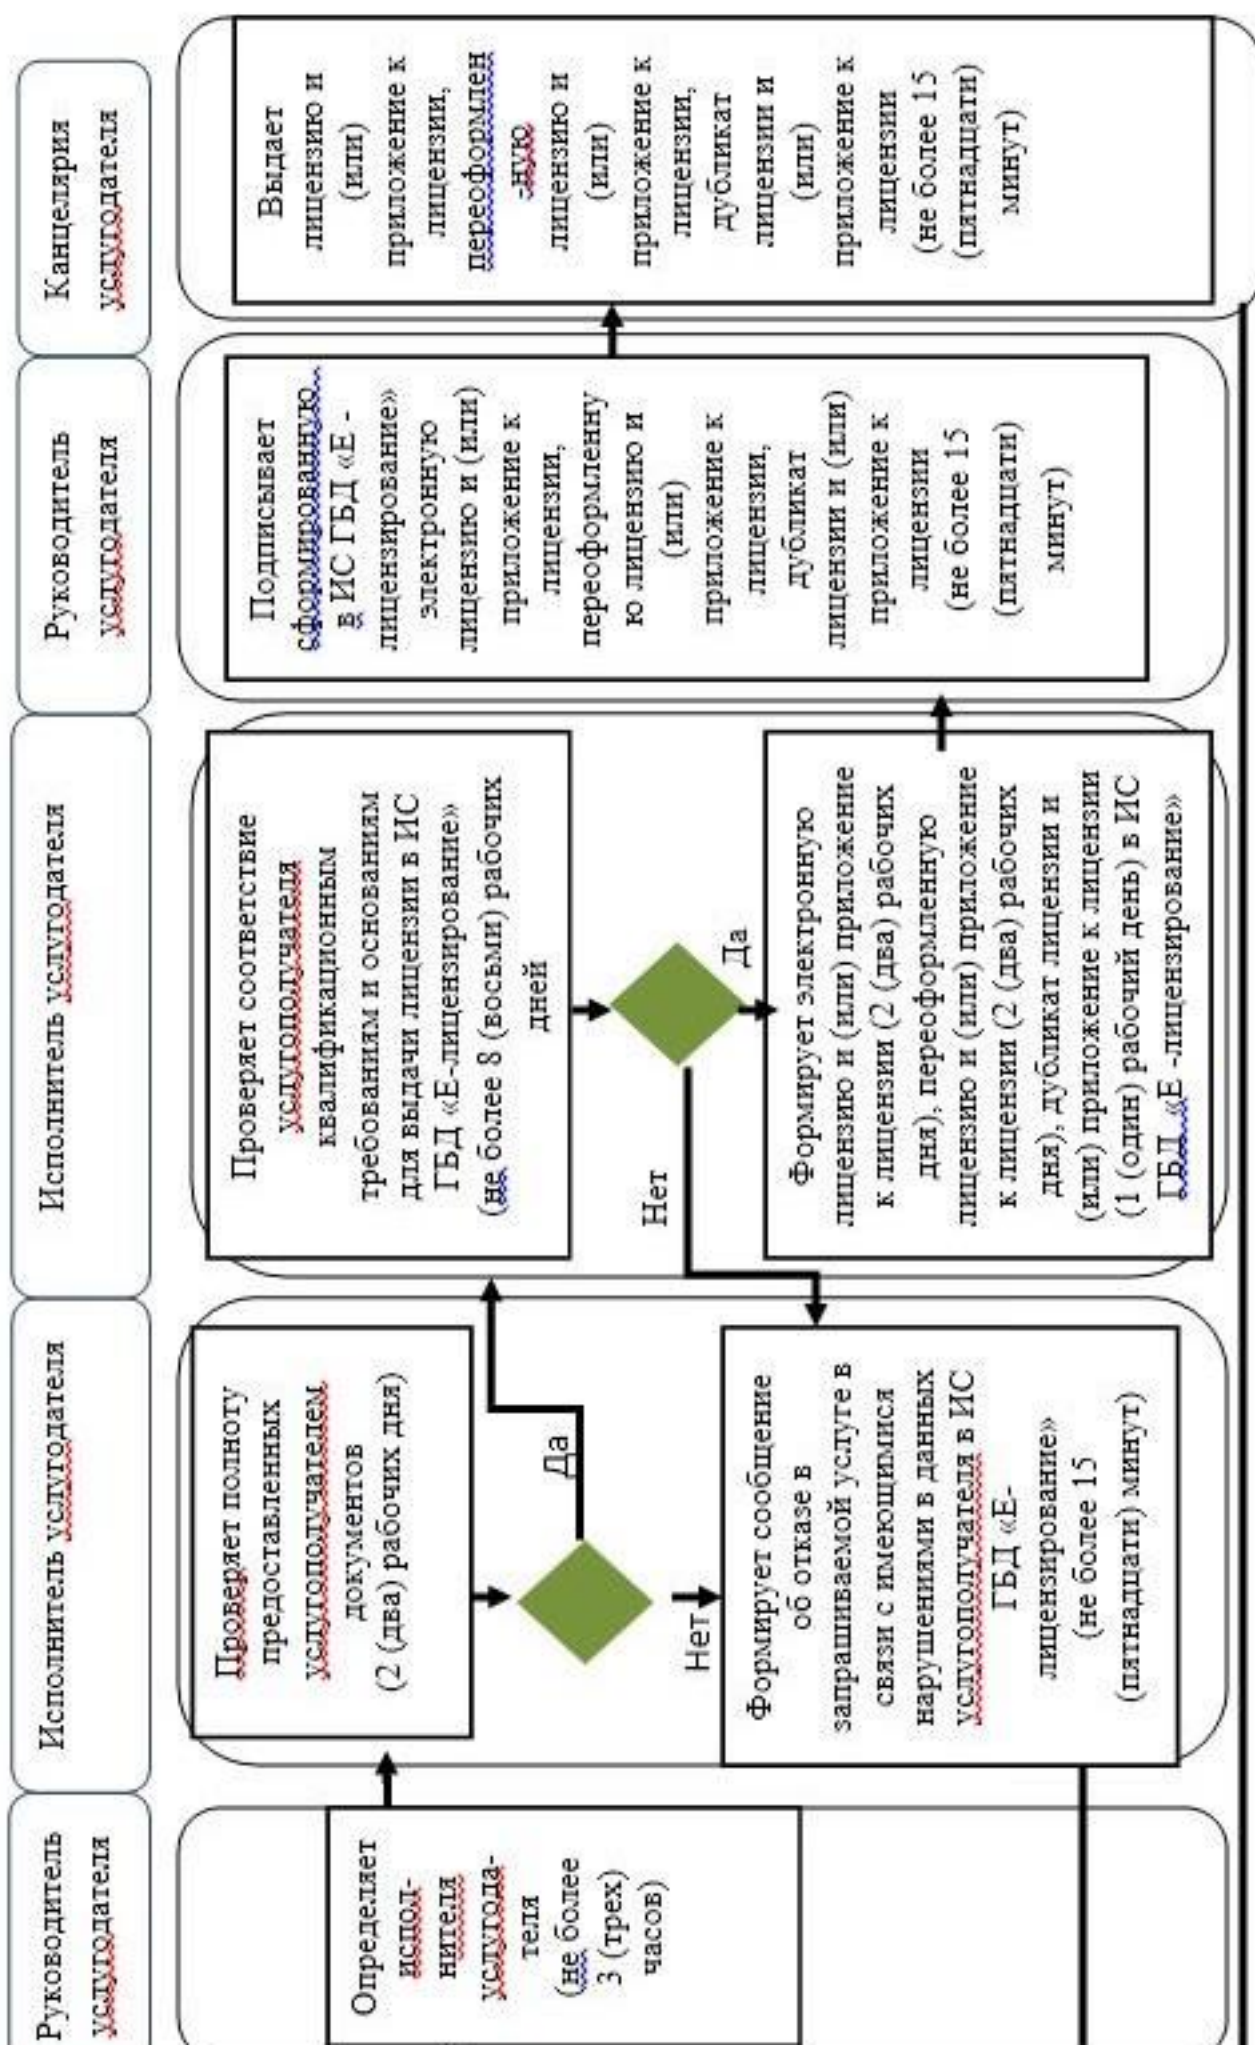 Руководитель
услугодателя
Исполнитель услугодателя
Исполнитель услугодателя
Руководитель
услугодателя
Канцелярия
услугодателя
Определяет
испол-
нителя
услугода-
теля
(не более
3 (трех)
часов)
Проверяет полноту
предоставленных
услугополучателем
документов
(2 (два) рабочих дня)
Да
Нет
Формирует сообщение
об отказе в
запрашиваемой услуге в
связи с имеющимися
нарушениями в данных
услугополучателя в ИС
ГБД «Е-
лицензирование»
(не более 15
(пятнадцати) минут)
Проверяет соответствие
услугополучателя
квалификационным
требованиям и основаниям
для выдачи лицензии в ИС
ГБД «Е-лицензирование»
(не более 8 (восьми) рабочих
дней
Да
Нет
Формирует электронную
лицензию и (или) приложение
к лицензии (2 (два) рабочих
дня), переоформленную
лицензию и (или) приложение
к лицензии (2 (два) рабочих
дня), дубликат лицензии и
(или) приложение к лицензии
(1 (один) рабочий день) в ИС
ГБД «Е -лицензирование»
Подписывает
сформированную
в ИС ГБД «Е -
лицензирование»
электронную
лицензию и (или)
приложение к
лицензии,
переоформленну
ю лицензию и
(или)
приложение к
лицензии,
дубликат
лицензии и (или)
приложение к
лицензии
(не более 15
(пятнадцати)
минут)
Выдает
лицензию и
(или)
приложение к
лицензии,
переоформлен
-ную
лицензию и
(или)
приложение к
лицензии,
дубликат
лицензии и
(или)
приложение к
лицензии
(не более 15
(пятнадцати)
минут)